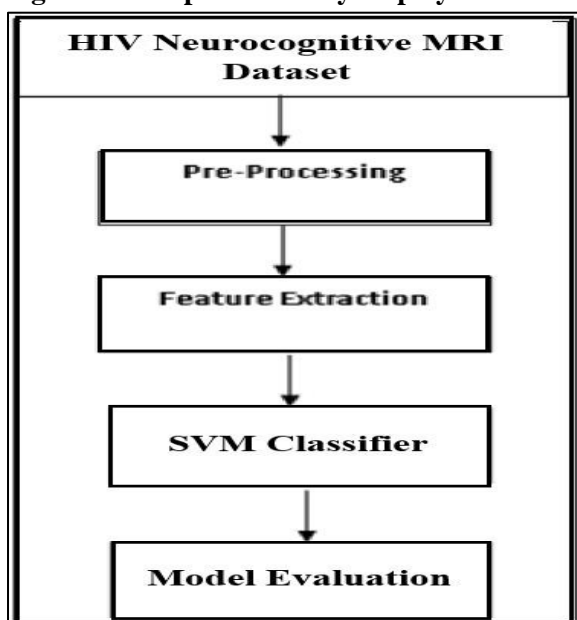 HIV Neurocognitive MRI
Dataset
Pre-Processing
Feature Extraction
SVM Classifier
Model Evaluation